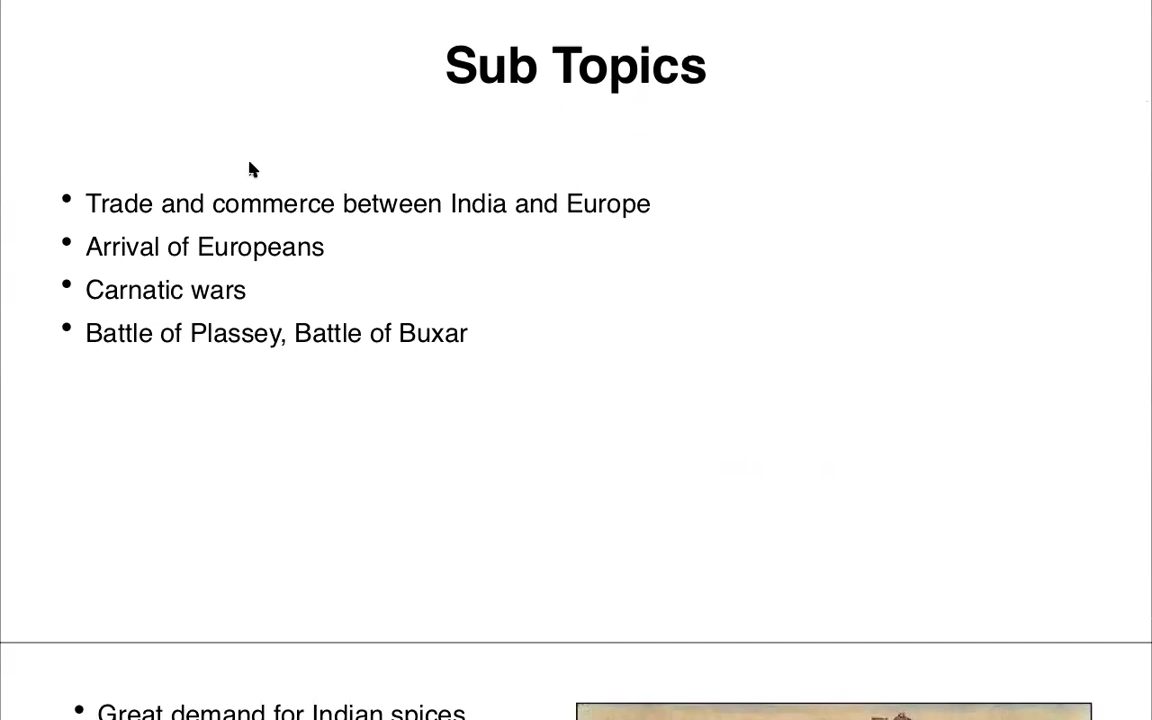 Sub Topics
• Trade and commerce between India and Europe
• Arrival of Europeans
• Carnatic wars
• Battle of Plassey, Battle of Buxar
• Great demand for Indian spices